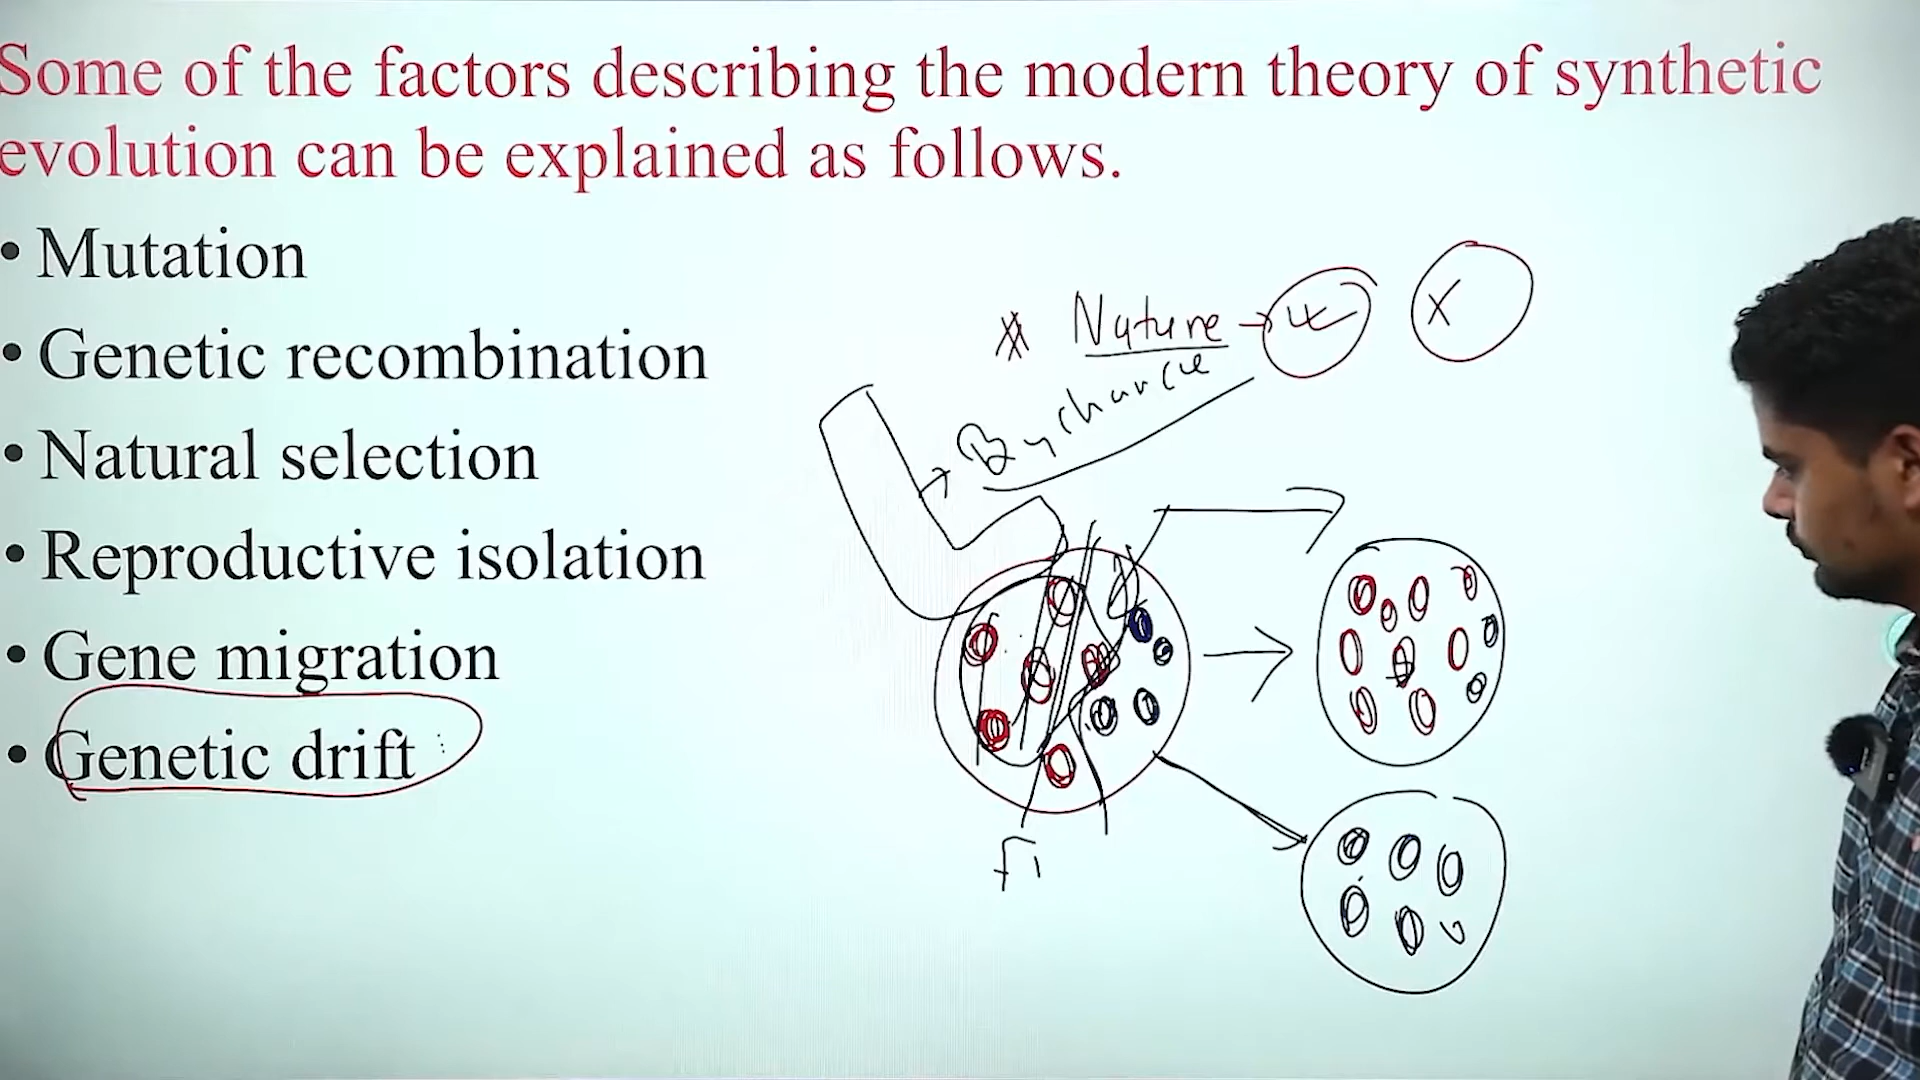 Some of the factors describing the modern theory of synthetic
evolution can be explained as follows.
• Mutation
• Genetic recombination
• Natural selection
• Reproductive isolation
• Gene migration
• Genetic drift
Nature
By chance
X